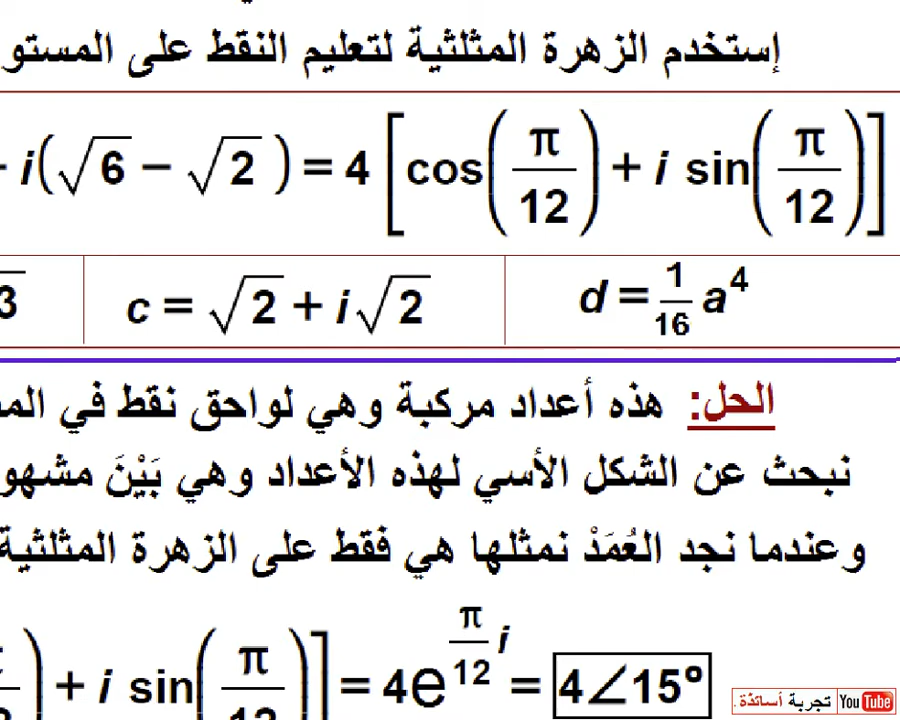 إستخدم الزهرة المثلثية لتعليم النقط على المستو
i(√6 − √2) = 4 [cos(π/12) + i sin(π/12)]
3 c = √2 + i√2 d = 1/16 a⁴
الحل: هذه أعداد مركبة وهي لواحق نقط في
نبحث عن الشكل الأسي لهذه الأعداد وهي بَيْنَ مشهو
وعندما نجد العُمَدْ نمثلها هي فقط على الزهرة المثلثية
) + i sin(π/12)] = 4e^(π/12 i) = 4∠15°
تجربة أساتذة. YouTube